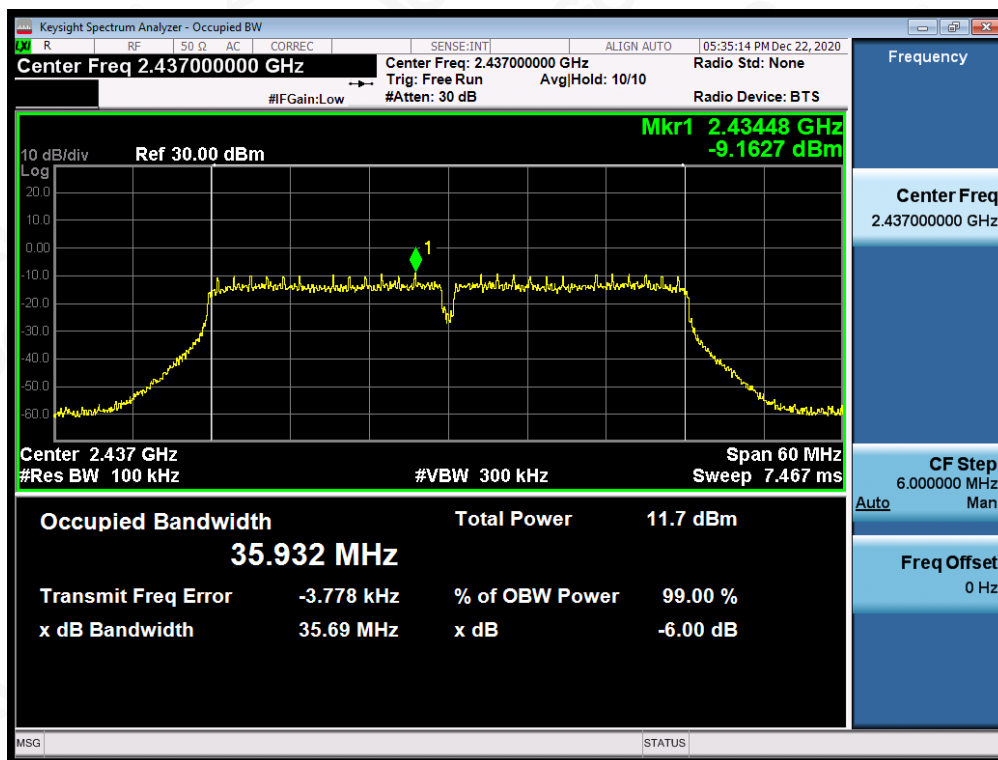 Keysight Spectrum Analyzer - Occupied BW
LXI R RF 50 Ω AC CORREC SENSE:INT ALIGN AUTO 05:35:14 PM Dec 22, 2020
Center Freq 2.437000000 GHz
Center Freq: 2.437000000 GHz
Radio Std: None
Trig: Free Run Avg|Hold: 10/10
#IFGain:Low
#Atten: 30 dB
Radio Device: BTS
Mkr1 2.43448 GHz
-9.1627 dBm
10 dB/div Ref 30.00 dBm
Log
20.0
10.0
0.00
-10.0
-20.0
-30.0
-40.0
-50.0
-60.0
1
Center 2.437 GHz
Span 60 MHz
#Res BW 100 kHz
#VBW 300 kHz
Sweep 7.467 ms
Occupied Bandwidth
Total Power 11.7 dBm
35.932 MHz
Transmit Freq Error -3.778 kHz
% of OBW Power 99.00 %
x dB Bandwidth 35.69 MHz
x dB -6.00 dB
MSG
STATUS
Frequency
Center Freq
2.437000000 GHz
CF Step
6.000000 MHz
Auto Man
Freq Offset
0 Hz